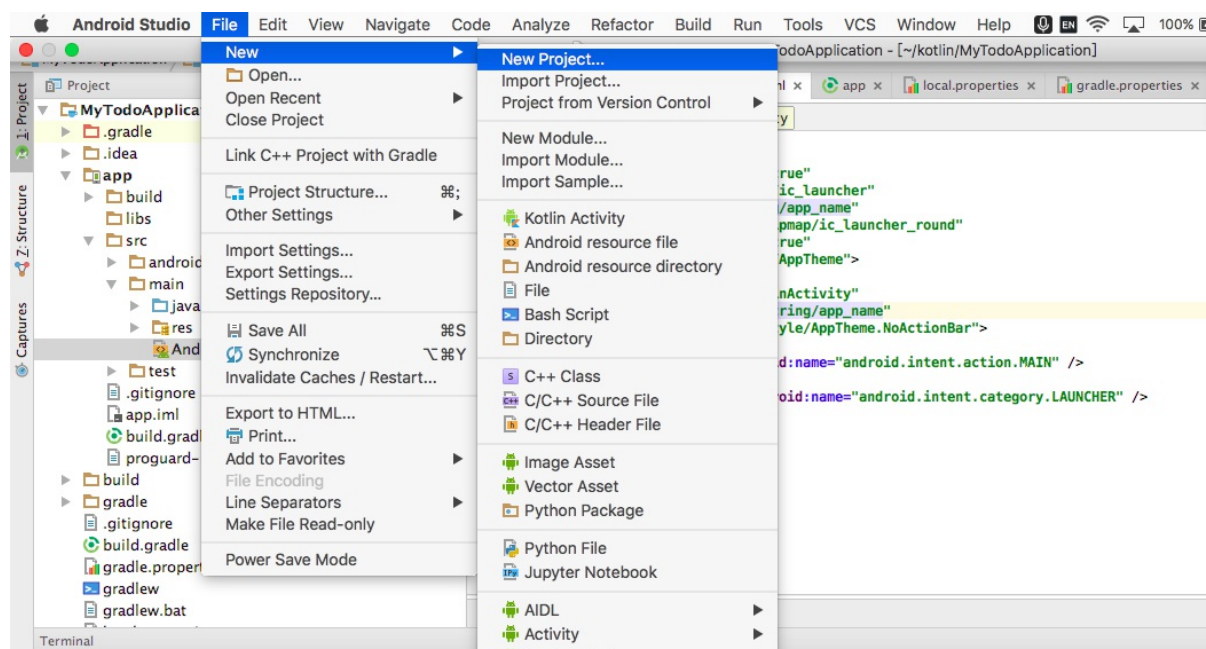 Android Studio File Edit View Navigate Code Analyze Refactor Build Run Tools VCS Window Help EN 100%
TodoApplication - [~/kotlin/MyTodoApplication]
Project
app
local.properties
gradle.properties
1: Project
Z: Structure
Captures
MyTodoApplica
.gradle
.idea
app
build
libs
src
android
main
java
res
And
test
.gitignore
app.iml
build.grad
proguard-
build
gradle
.gitignore
build.gradle
gradle.proper
gradlew
gradlew.bat
Terminal
New
Open...
Open Recent
Close Project
Link C++ Project with Gradle
Project Structure... ⌘;
Other Settings
Import Settings...
Export Settings...
Settings Repository...
Save All ⌘S
Synchronize ⌥⌘Y
Invalidate Caches / Restart...
Export to HTML...
Print...
Add to Favorites
File Encoding
Line Separators
Make File Read-only
Power Save Mode
New Project...
Import Project...
Project from Version Control
New Module...
Import Module...
Import Sample...
Kotlin Activity
Android resource file
Android resource directory
File
Bash Script
Directory
C++ Class
C/C++ Source File
C/C++ Header File
Image Asset
Vector Asset
Python Package
Python File
Jupyter Notebook
AIDL
Activity
rue"
ic_launcher"
/app_name"
pmap/ic_launcher_round"
rue"
AppTheme">
nActivity"
ring/app_name"
yle/AppTheme.NoActionBar">
d:name="android.intent.action.MAIN" />
oid:name="android.intent.category.LAUNCHER" />